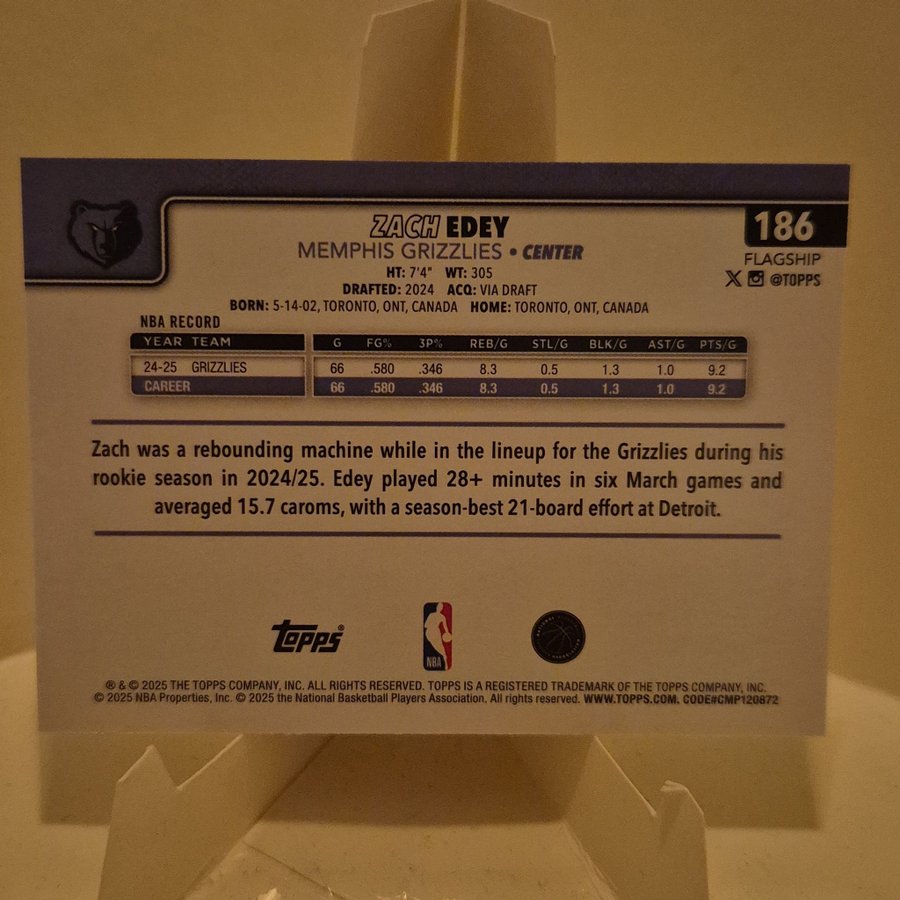 ZACH EDEY
186
MEMPHIS GRIZZLIES • CENTER
FLAGSHIP
HT: 7'4" WT: 305
@TOPPS
DRAFTED: 2024 ACQ: VIA DRAFT
BORN: 5-14-02, TORONTO, ONT, CANADA HOME: TORONTO, ONT, CANADA
NBA RECORD
YEAR TEAM G FG% 3P% REB/G STL/G BLK/G AST/G PTS/G
24-25 GRIZZLIES 66 .580 .346 8.3 0.5 1.3 1.0 9.2
CAREER 66 .580 .346 8.3 0.5 1.3 1.0 9.2
Zach was a rebounding machine while in the lineup for the Grizzlies during his
rookie season in 2024/25. Edey played 28+ minutes in six March games and
averaged 15.7 caroms, with a season-best 21-board effort at Detroit.
Topps®
NBA
® & © 2025 THE TOPPS COMPANY, INC. ALL RIGHTS RESERVED. TOPPS IS A REGISTERED TRADEMARK OF THE TOPPS COMPANY, INC.
© 2025 NBA Properties, Inc. © 2025 the National Basketball Players Association. All rights reserved. WWW.TOPPS.COM. CODE#CMP120872